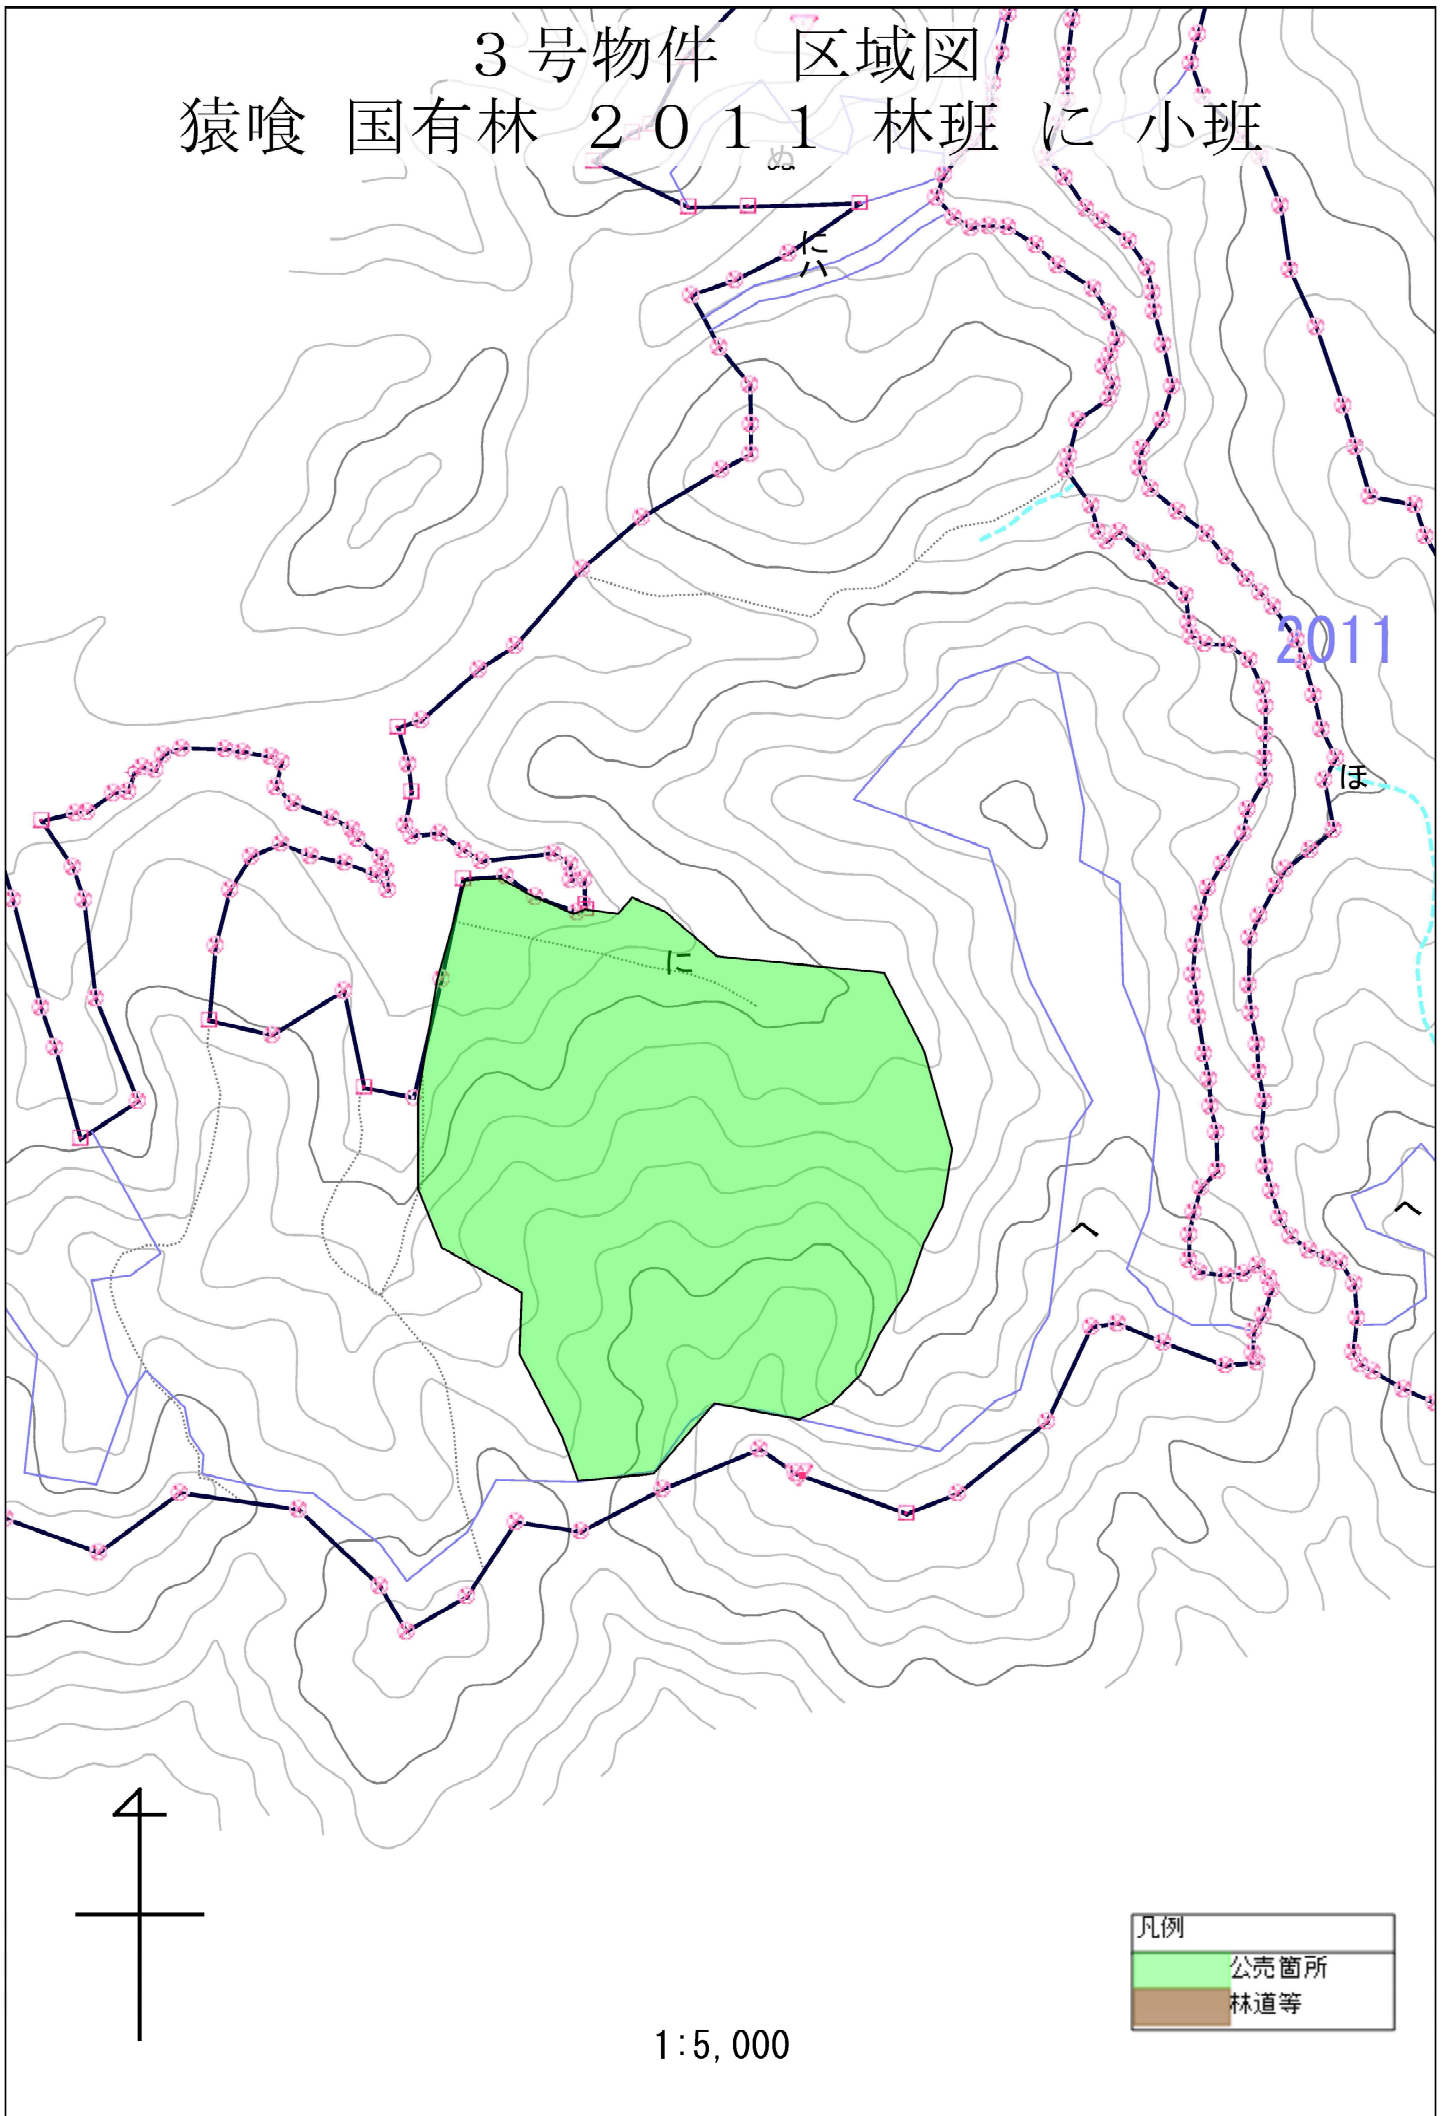 ３号物件　区域図
猿喰 国有林 ２０１１ 林班 に 小班
ぬ
に
ハ
2011
ほ
に
へ
へ
凡例
公売箇所
林道等
1:5,000